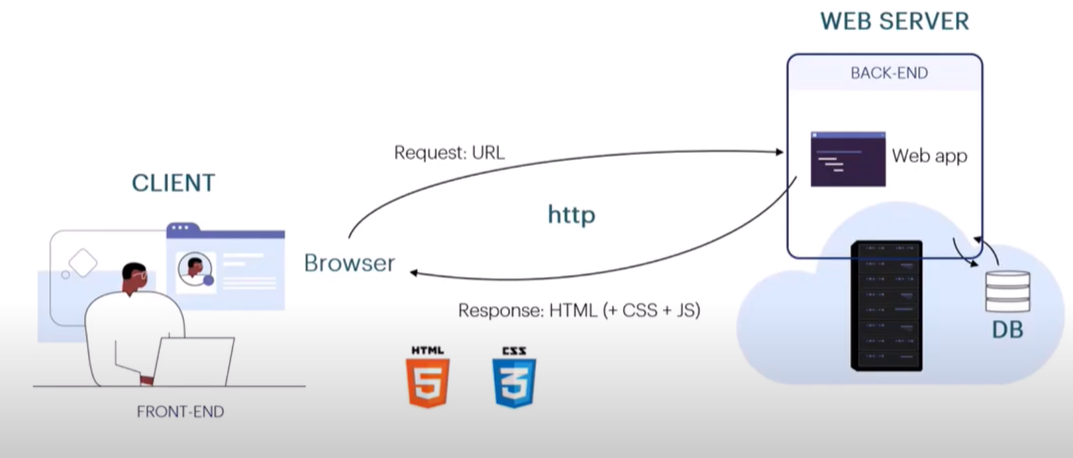 WEB SERVER
BACK-END
Request: URL
Web app
CLIENT
http
Browser
Response: HTML (+ CSS + JS)
DB
HTML
5
CSS
3
FRONT-END